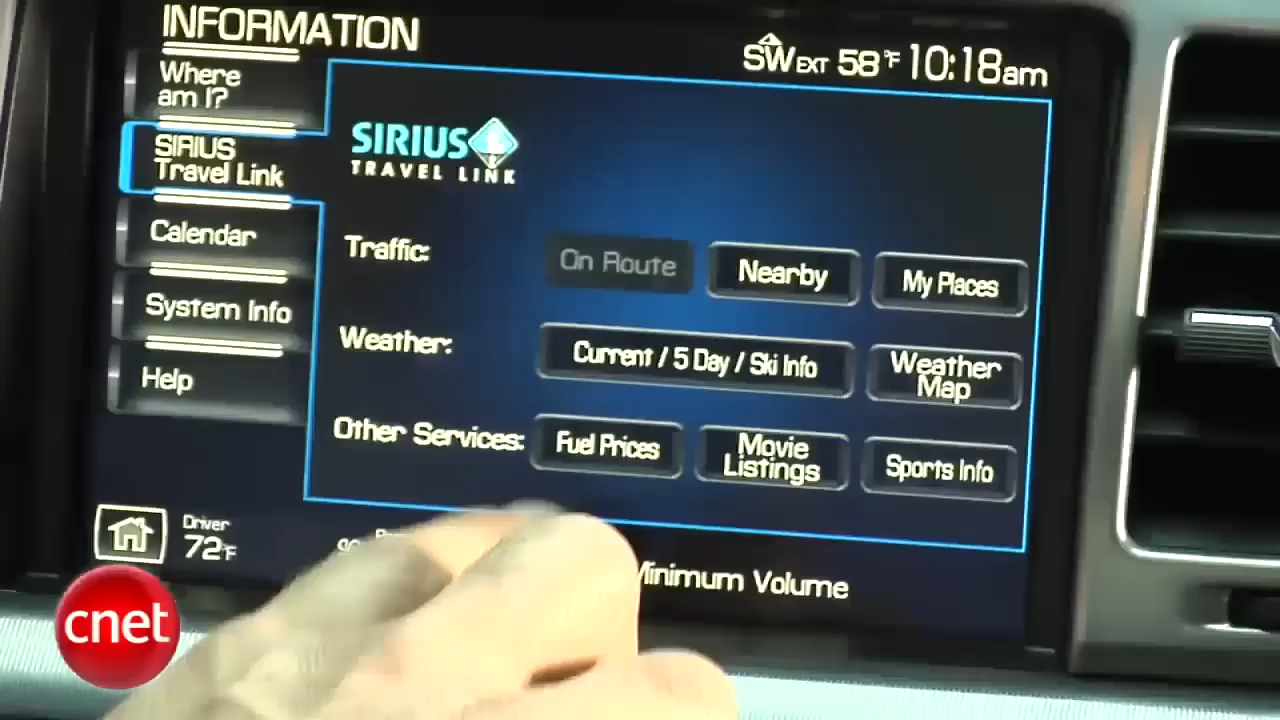 INFORMATION
SW EXT 58°F 10:18am
Where
am I?
SIRIUS
Travel Link
Calendar
System Info
Help
SIRIUS
TRAVEL LINK
Traffic:
On Route
Nearby
My Places
Weather:
Current / 5 Day / Ski Info
Weather
Map
Other Services:
Fuel Prices
Movie
Listings
Sports Info
Driver
72°F
Minimum Volume
cnet